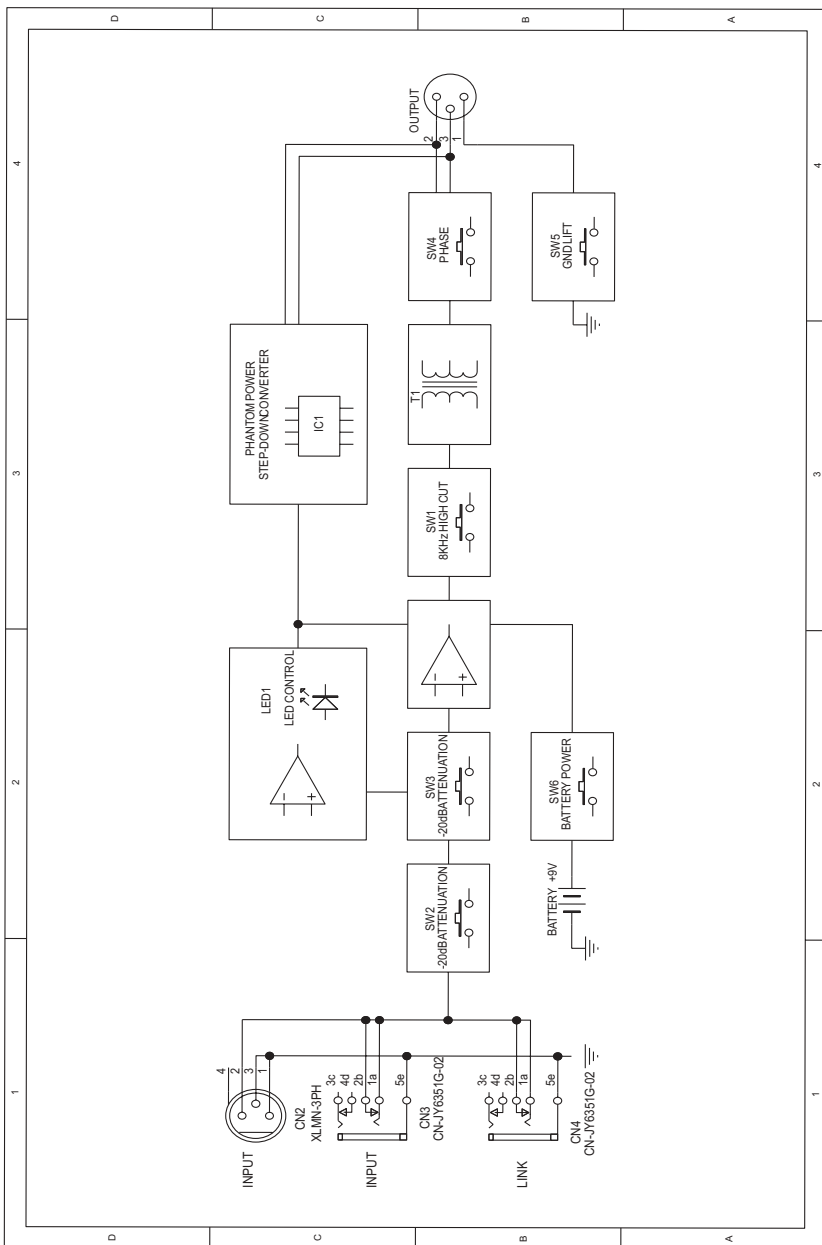 D
C
B
A
4
4
3
3
2
2
1
1
D
C
B
A
INPUT
CN2
XLMN-3PH
4
2
3
1
INPUT
CN3
CN-JY6351G-02
3c
4d
2b
1a
5e
LINK
CN4
CN-JY6351G-02
3c
4d
2b
1a
5e
SW2
-20dBATTENUATION
SW3
-20dBATTENUATION
LED1
LED CONTROL
-
+
-
+
BATTERY +9V
SW6
BATTERY POWER
SW1
8KHz HIGH CUT
PHANTOM POWER
STEP-DOWNCONVERTER
IC1
T1
SW4
PHASE
SW5
GND LIFT
OUTPUT
2
3
1